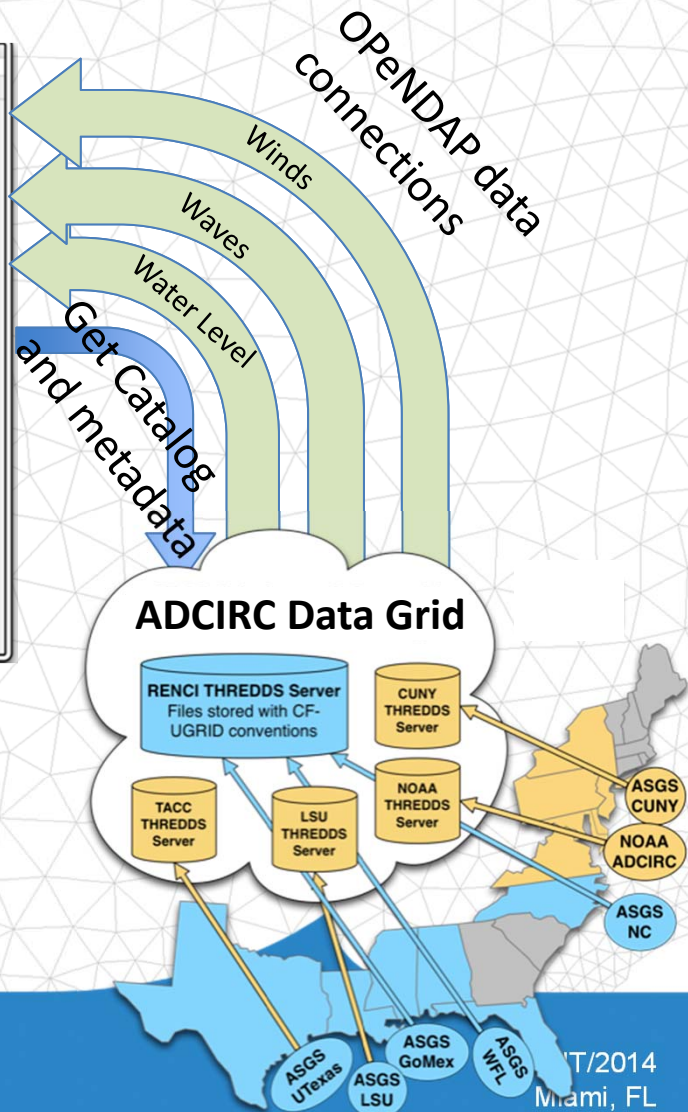 OPeNDAP data
connections
Winds
Waves
Water Level
Get Catalog
and metadata
ADCIRC Data Grid
RENCI THREDDS Server
Files stored with CF-
UGRID conventions
CUNY
THREDDS
Server
TACC
THREDDS
Server
LSU
THREDDS
Server
NOAA
THREDDS
Server
ASGS
CUNY
NOAA
ADCIRC
ASGS
NC
ASGS
UTexas
ASGS
LSU
ASGS
GoMex
ASGS
WFL
T/2014
Miami, FL